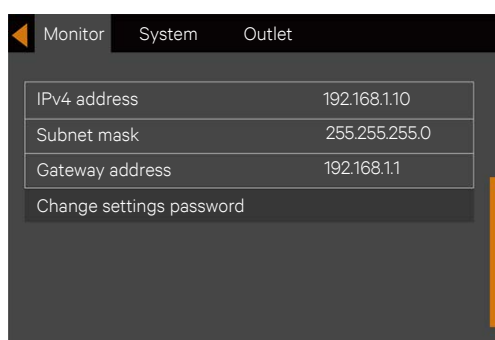 Monitor System Outlet
IPv4 address 192.168.1.10
Subnet mask 255.255.255.0
Gateway address 192.168.1.1
Change settings password